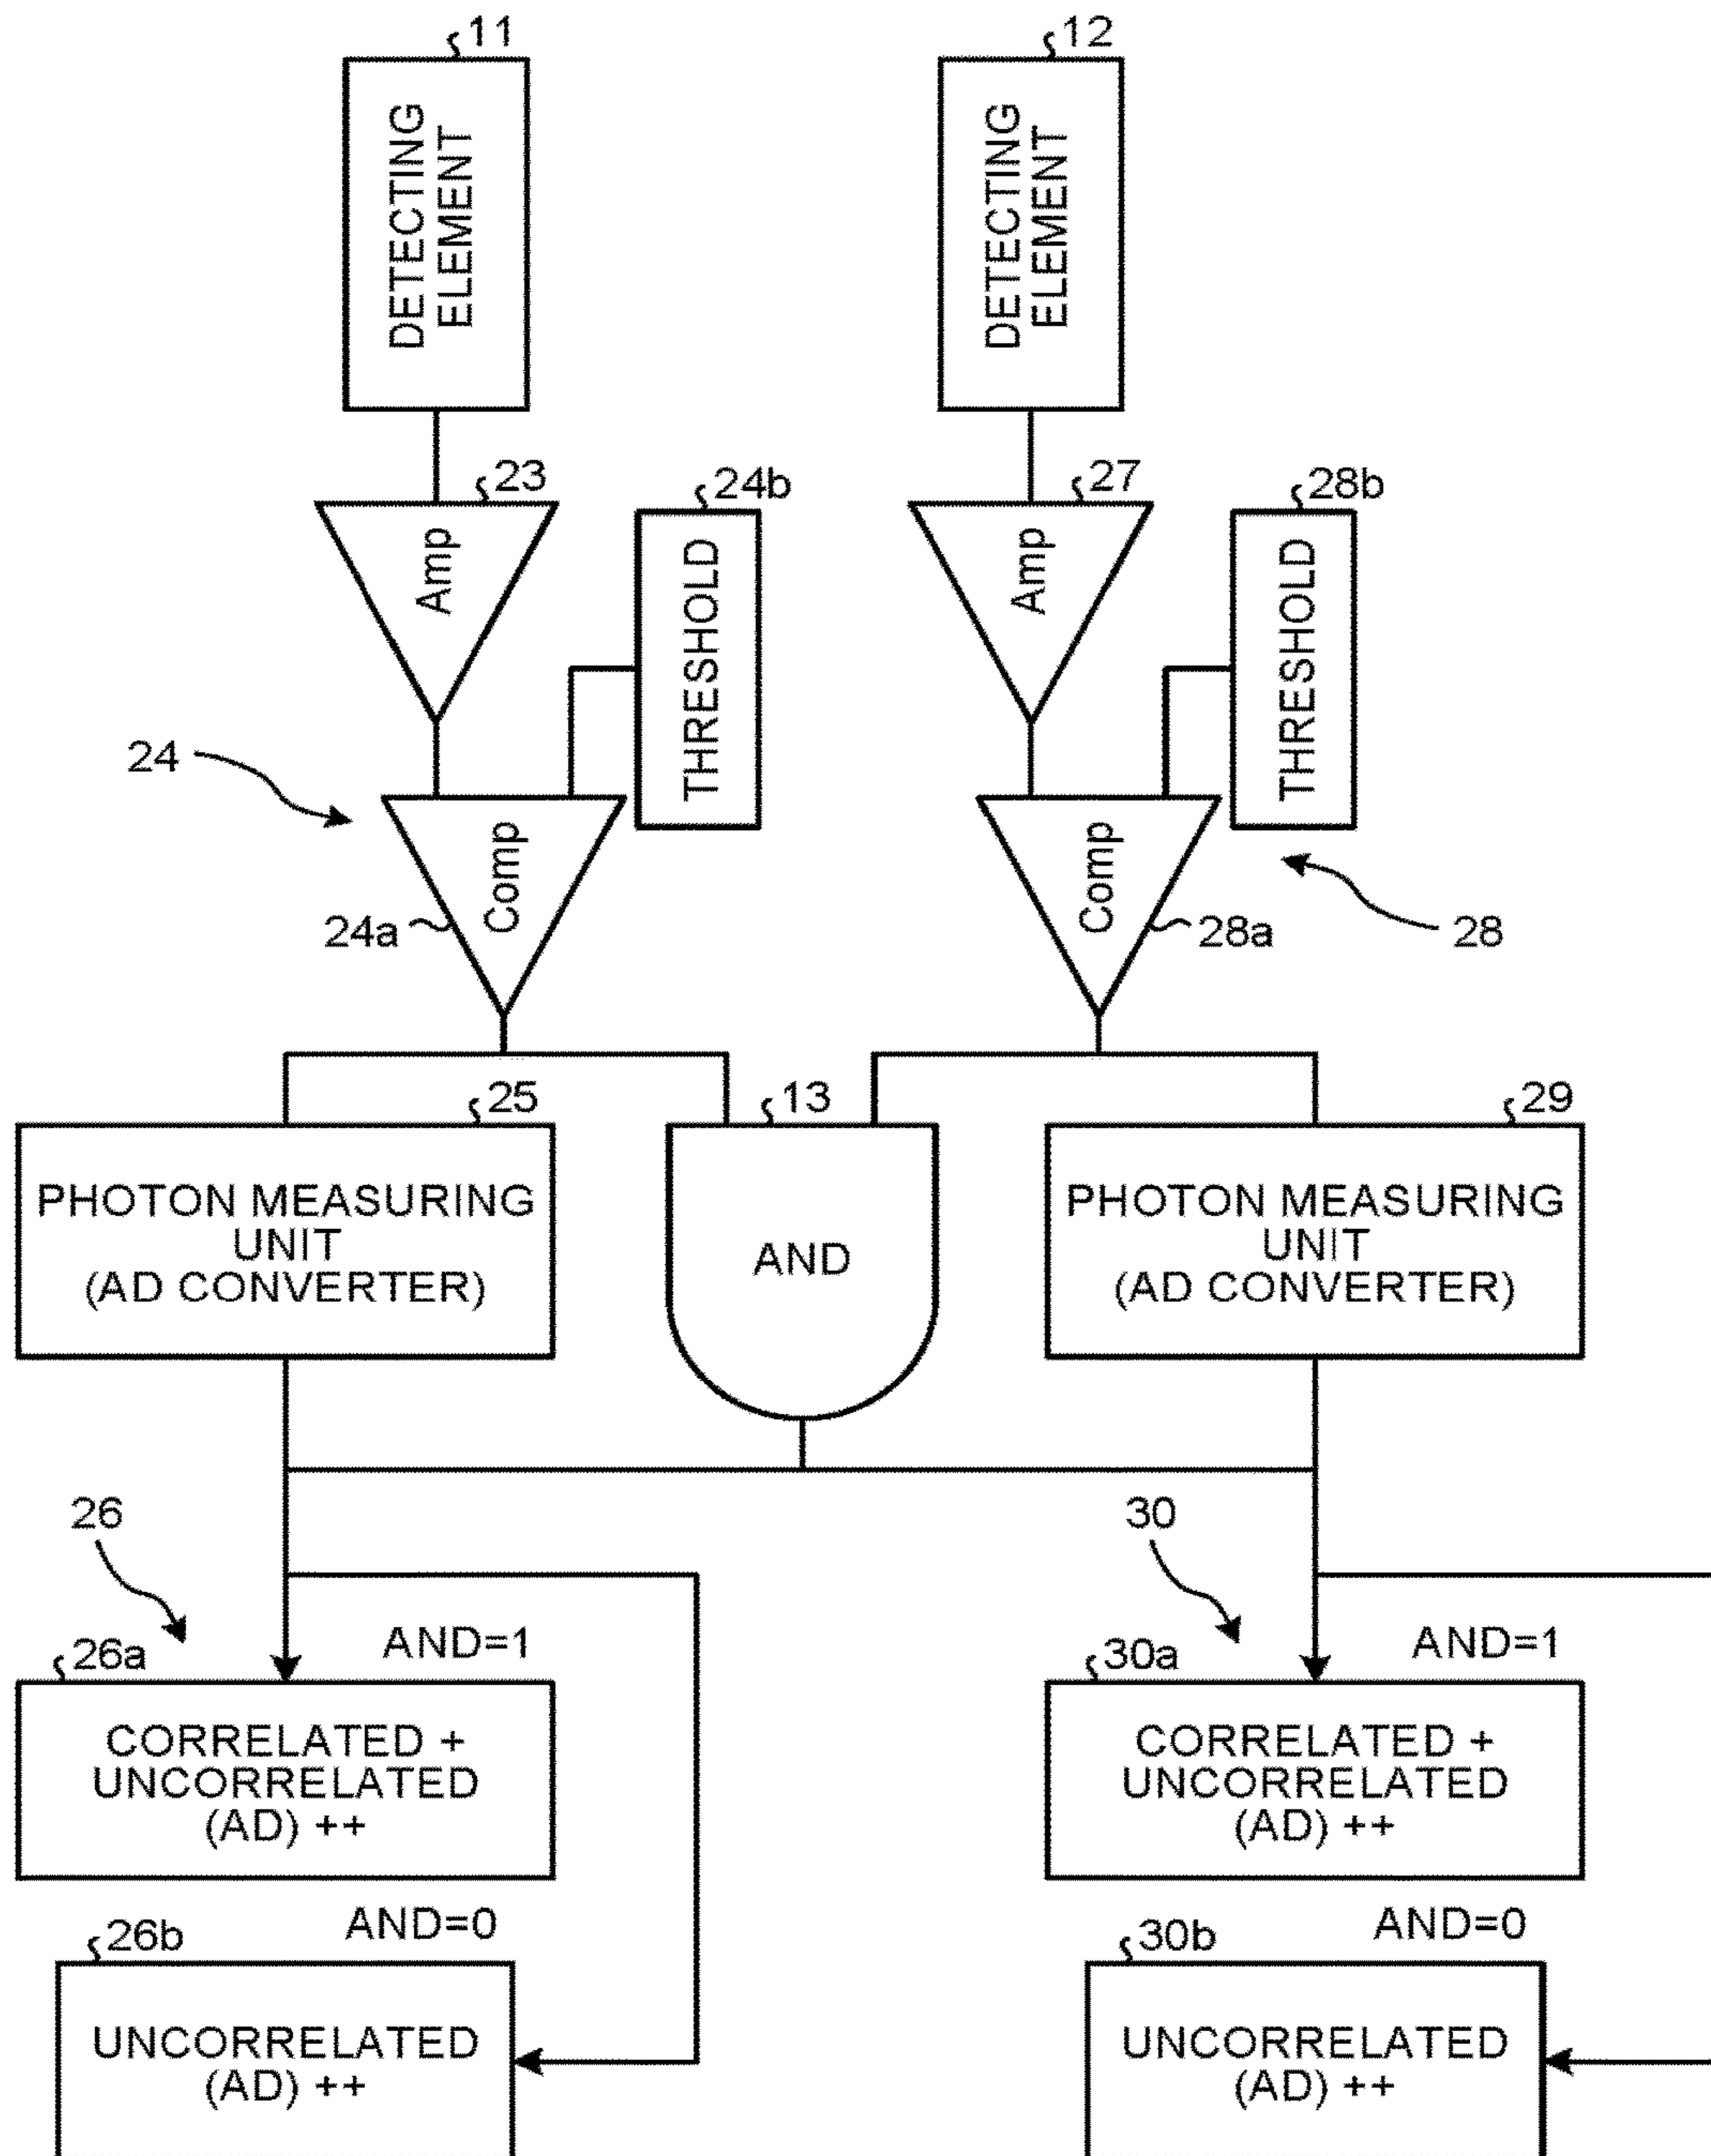 11
12
DETECTING
ELEMENT
DETECTING
ELEMENT
23
24b
27
28b
Amp
THRESHOLD
Amp
THRESHOLD
24
Comp
24a
Comp
28a
28
25
13
29
PHOTON MEASURING
UNIT
(AD CONVERTER)
AND
PHOTON MEASURING
UNIT
(AD CONVERTER)
26
30
AND=1
AND=1
26a
30a
CORRELATED +
UNCORRELATED
(AD) ++
CORRELATED +
UNCORRELATED
(AD) ++
AND=0
AND=0
26b
30b
UNCORRELATED
(AD) ++
UNCORRELATED
(AD) ++